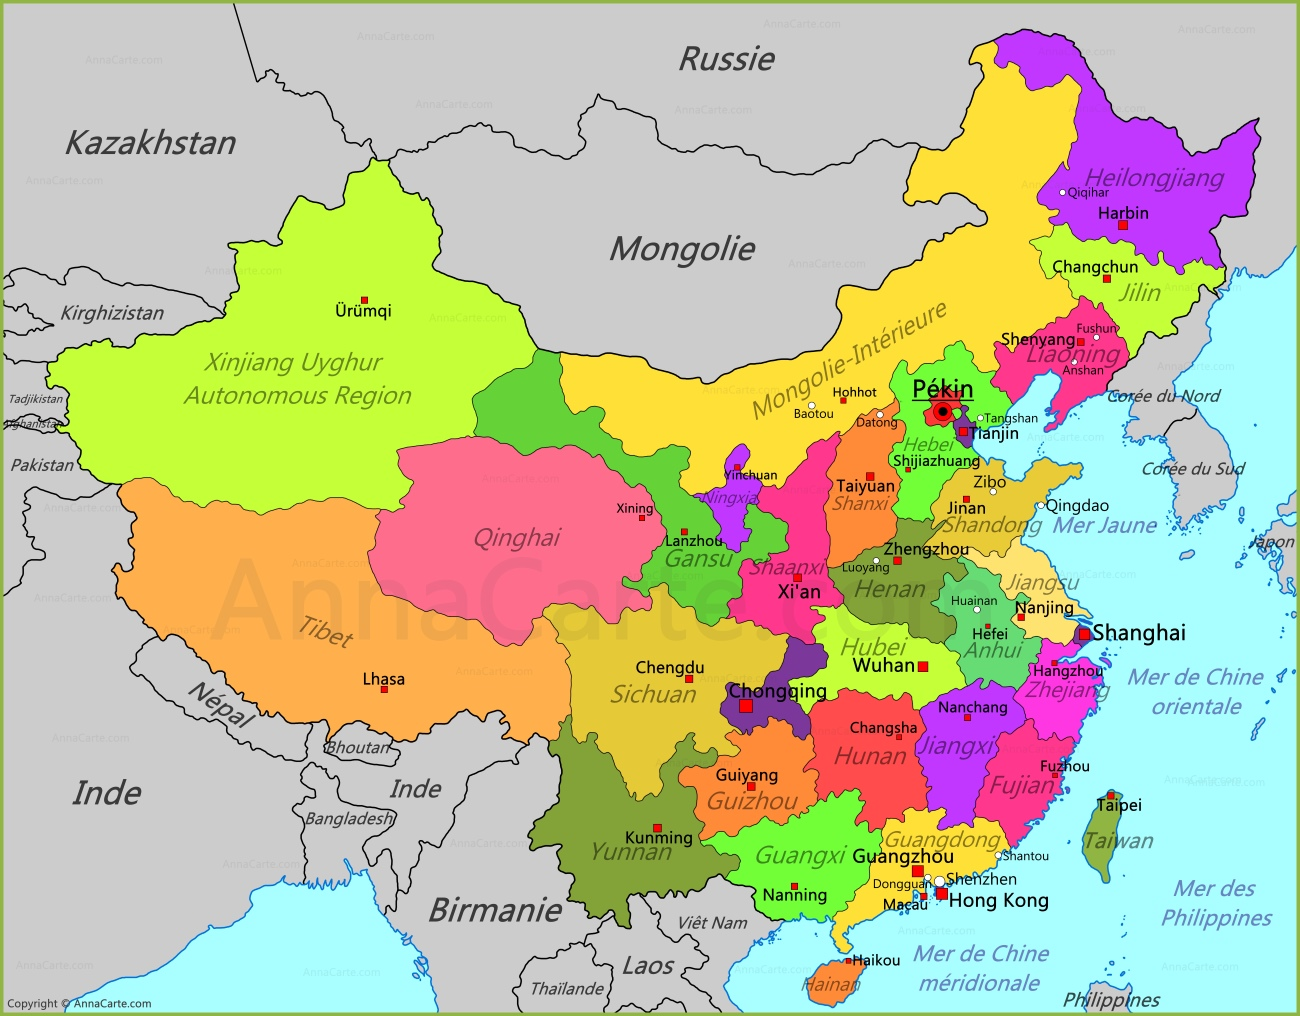 Russie
Kazakhstan
Heilongjiang
Qiqihar
Harbin
Mongolie
Changchun
Jilin
Kirghizistan
Ürümqi
Xinjiang Uyghur
Autonomous Region
Mongolie-Intérieure
Shenyang
Fushun
Liaoning
Anshan
Corée du Nord
Tadjikistan
Afghanistan
Pakistan
Hohhot
Baotou
Datong
Pékin
Tangshan
Tianjin
Hebei
Shijiazhuang
Corée du Sud
Yinchuan
Ningxia
Taiyuan
Shanxi
Zibo
Jinan
Shandong
Qingdao
Mer Jaune
Japon
Xining
Qinghai
Lanzhou
Gansu
Shaanxi
Xi'an
Zhengzhou
Luoyang
Henan
Jiangsu
Huainan
Nanjing
Hefei
Anhui
Shanghai
Tibet
Lhasa
Chengdu
Sichuan
Chongqing
Hubei
Wuhan
Hangzhou
Zhejiang
Mer de Chine
orientale
Népal
Bhoutan
Nanchang
Jiangxi
Changsha
Hunan
Fuzhou
Fujian
Guiyang
Guizhou
Inde
Inde
Bangladesh
Kunming
Yunnan
Guangxi
Nanning
Guangdong
Guangzhou
Shantou
Dongguan
Shenzhen
Macau
Hong Kong
Taipei
Taiwan
Mer des
Philippines
Birmanie
Viêt Nam
Laos
Thaïlande
Haikou
Hainan
Mer de Chine
méridionale
Philippines
AnnaCarte.com
Copyright © AnnaCarte.com